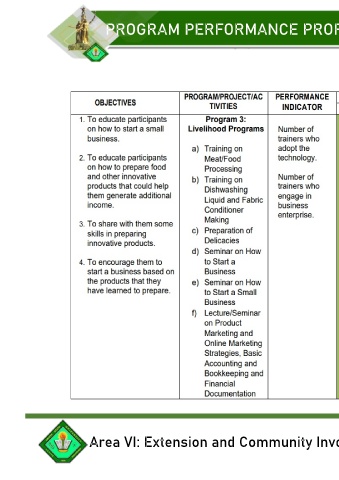 PROGRAM PERFORMANCE PROF
OBJECTIVES
PROGRAM/PROJECT/AC
TIVITIES
PERFORMANCE
INDICATOR
1. To educate participants
on how to start a small
business.
2. To educate participants
on how to prepare food
and other innovative
products that could help
them generate additional
income.
3. To share with them some
skills in preparing
innovative products.
4. To encourage them to
start a business based on
the products that they
have learned to prepare.
Program 3:
Livelihood Programs
a) Training on
Meat/Food
Processing
b) Training on
Dishwashing
Liquid and Fabric
Conditioner
Making
c) Preparation of
Delicacies
d) Seminar on How
to Start a
Business
e) Seminar on How
to Start a Small
Business
f) Lecture/Seminar
on Product
Marketing and
Online Marketing
Strategies, Basic
Accounting and
Bookkeeping and
Financial
Documentation
Number of
trainers who
adopt the
technology.
Number of
trainers who
engage in
business
enterprise.
Area VI: Extension and Community Invo